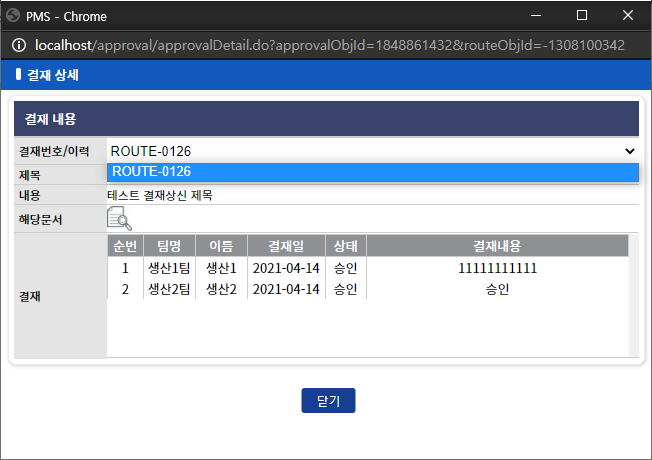 PMS - Chrome
localhost/approval/approvalDetail.do?approvalObjId=1848861432&routeObjId=-1308100342
결재 상세
결재 내용
결재번호/이력 ROUTE-0126
제목 ROUTE-0126
내용 테스트 결재상신 제목
해당문서
결재
순번 팀명 이름 결재일 상태 결재내용
1 생산1팀 생산1 2021-04-14 승인 11111111111
2 생산2팀 생산2 2021-04-14 승인 승인
닫기